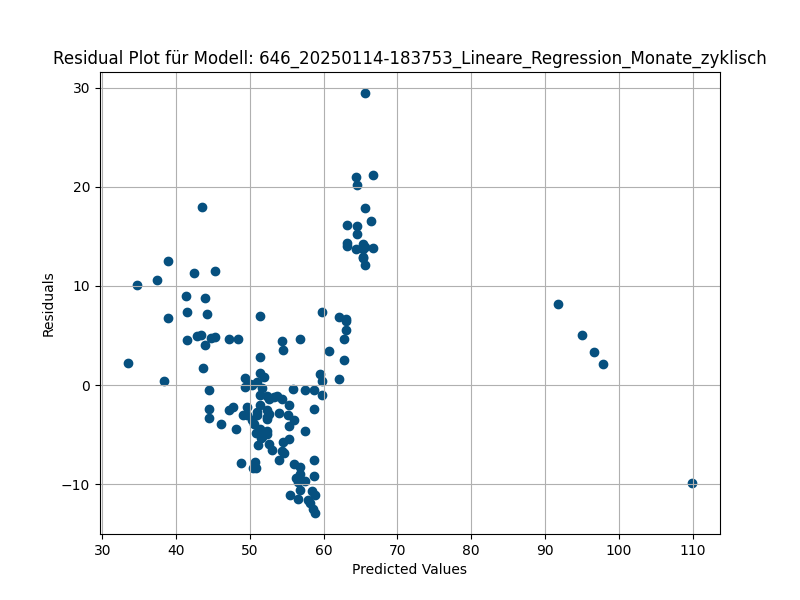 Residual Plot für Modell: 646_20250114-183753_Lineare_Regression_Monate_zyklisch
30
20
10
0
−10
Residuals
30 40 50 60 70 80 90 100 110
Predicted Values